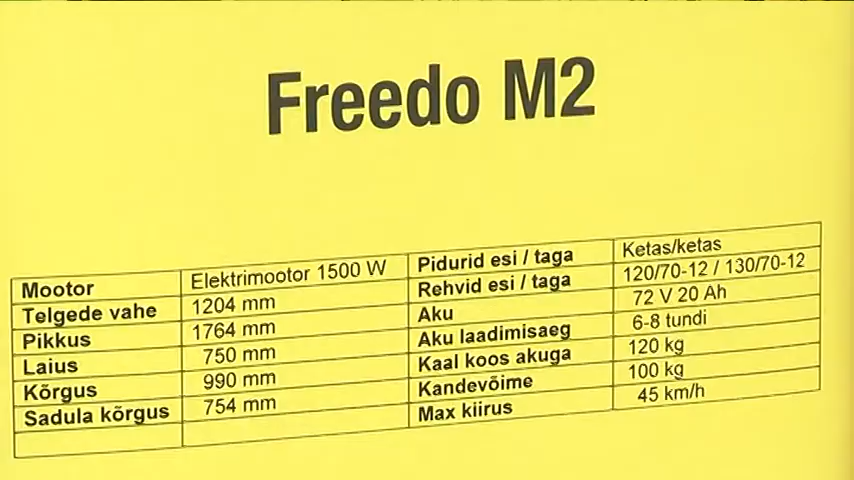 Freedo M2
Mootor Elektrimootor 1500 W Pidurid esi / taga Ketas/ketas
Telgede vahe 1204 mm Rehvid esi / taga 120/70-12 / 130/70-12
Pikkus 1764 mm Aku 72 V 20 Ah
Laius 750 mm Aku laadimisaeg 6-8 tundi
Kõrgus 990 mm Kaal koos akuga 120 kg
Sadula kõrgus 754 mm Kandevõime 100 kg
Max kiirus 45 km/h